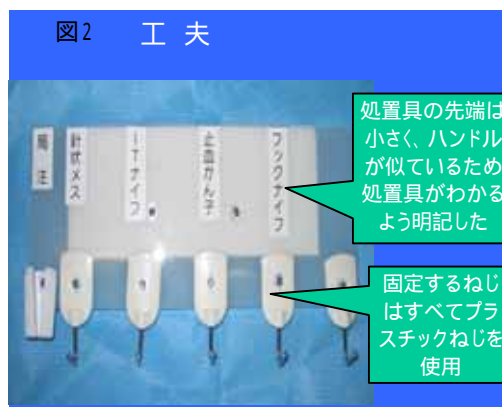 図2 工夫
処置具の先端は
小さく、ハンドル
が似ているため
処置具がわかる
よう明記した
局注
針状メス
ITナイフ
止血かん子
フックナイフ
固定するねじ
はすべてプラ
スチックねじを
使用